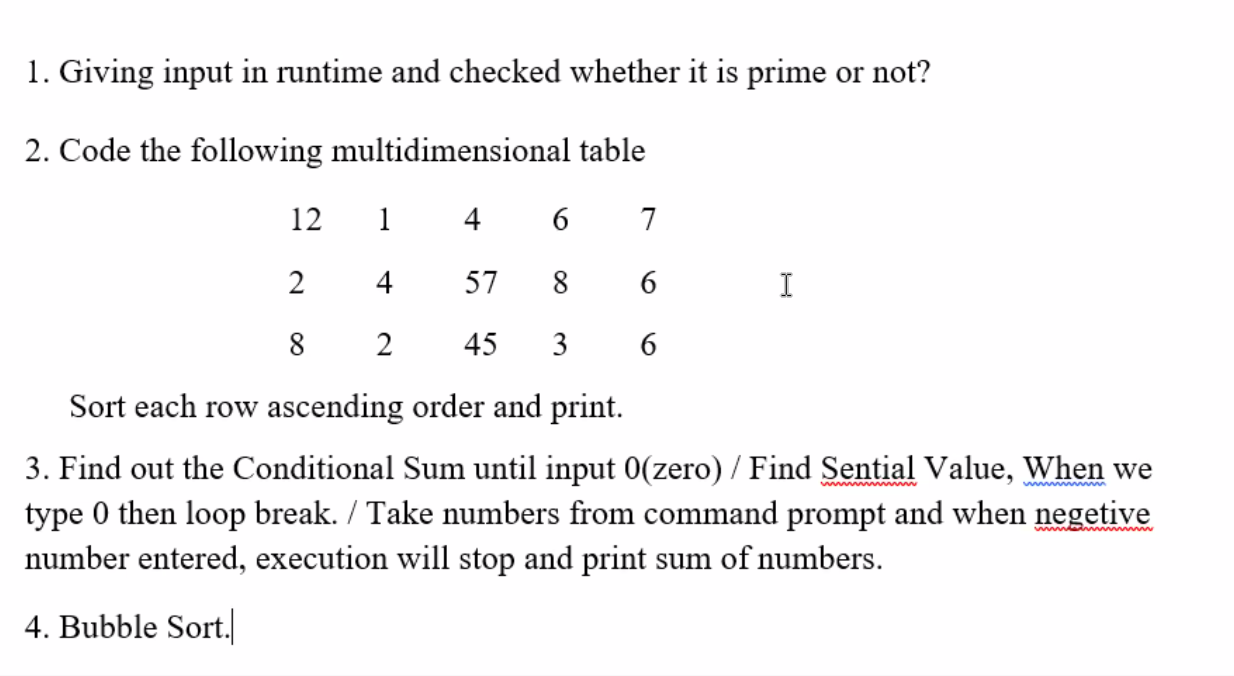 1. Giving input in runtime and checked whether it is prime or not?
2. Code the following multidimensional table
12 1 4 6 7
2 4 57 8 6
8 2 45 3 6
Sort each row ascending order and print.
3. Find out the Conditional Sum until input 0(zero) / Find Sential Value, When we
type 0 then loop break. / Take numbers from command prompt and when negetive
number entered, execution will stop and print sum of numbers.
4. Bubble Sort.